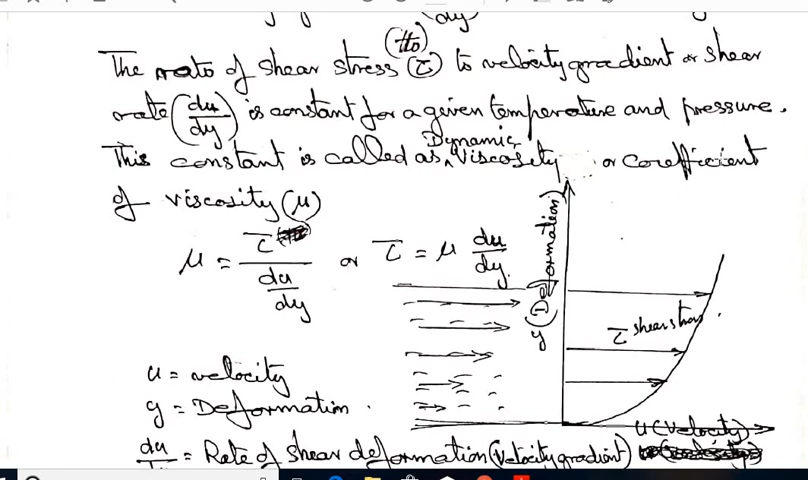 dy
(tto)
The ratio of shear stress (τ) to velocity gradient or shear
rate (du/dy) is constant for a given temperature and pressure.
Dynamic
This constant is called as ^ viscosity or coefficient
of viscosity (μ)
μ = τ / (du/dy) or τ = μ du/dy.
y (Deformation)
τ shear stress
u = velocity
y = Deformation.
u (velocity)
du = Rate of shear deformation (velocity gradient)